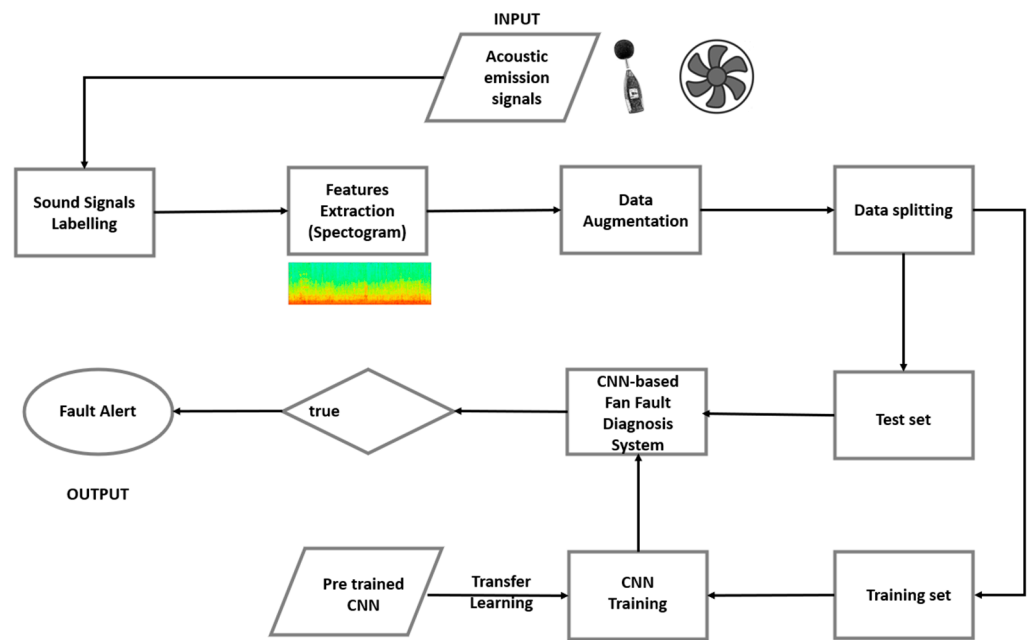 INPUT
Acoustic
emission
signals
Sound Signals
Labelling
Features
Extraction
(Spectogram)
Data
Augmentation
Data splitting
Fault Alert
true
CNN-based
Fan Fault
Diagnosis
System
Test set
OUTPUT
Pre trained
CNN
Transfer
Learning
CNN
Training
Training set